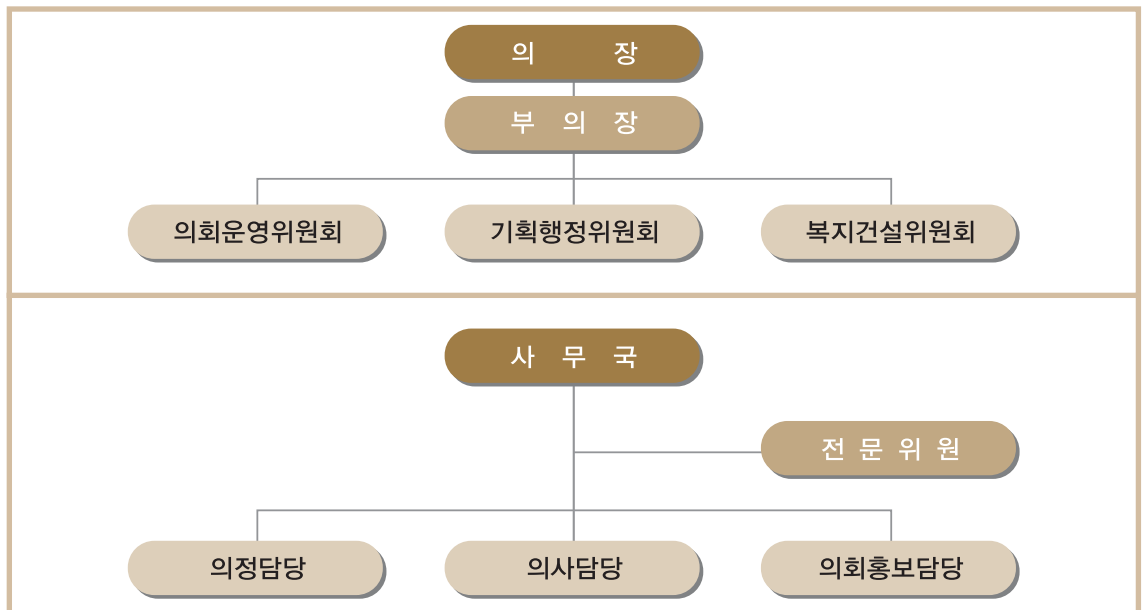 의 장
부 의 장
의회운영위원회 기획행정위원회 복지건설위원회
사 무 국
전 문 위 원
의정담당 의사담당 의회홍보담당